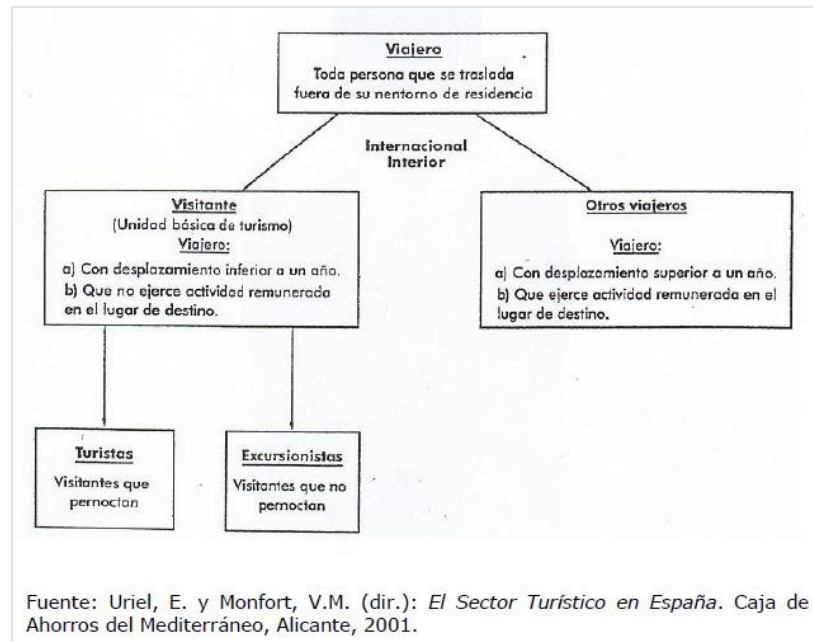 Viajero
Toda persona que se traslada
fuera de su nentorno de residencia
Internacional
Interior
Visitante
(Unidad básica de turismo)
Viajero:
a) Con desplazamiento inferior a un año.
b) Que no ejerce actividad remunerada
en el lugar de destino.
Otros viajeros
Viajero:
a) Con desplazamiento superior a un año.
b) Que ejerce actividad remunerada en el
lugar de destino.
Turistas
Visitantes que
pernoctan
Excursionistas
Visitantes que no
pernoctan
Fuente: Uriel, E. y Monfort, V.M. (dir.): El Sector Turístico en España. Caja de
Ahorros del Mediterráneo, Alicante, 2001.